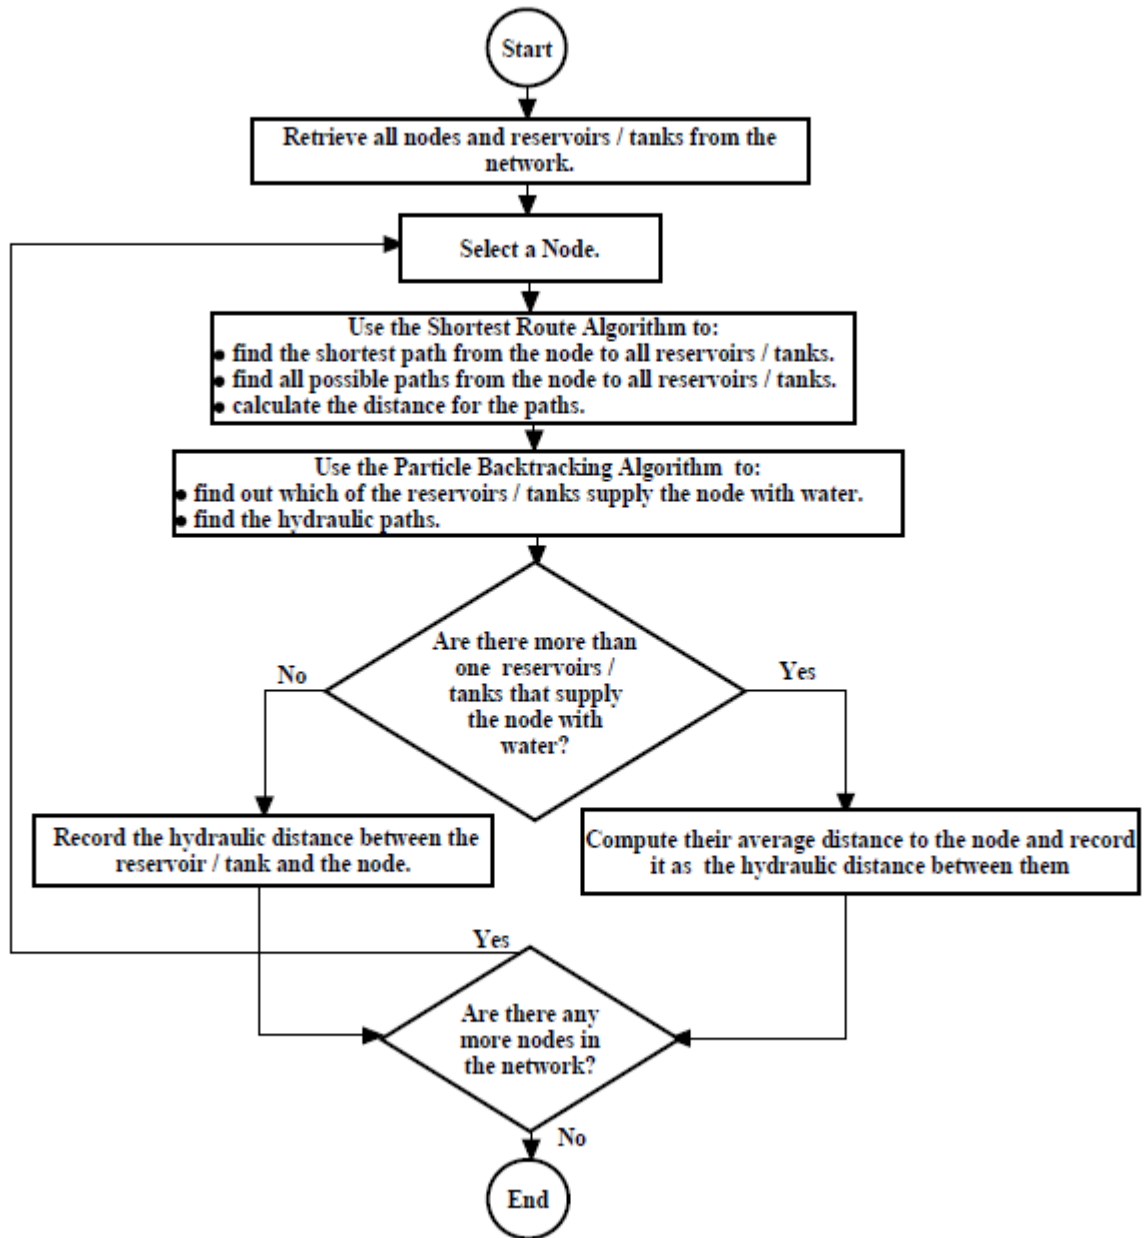 Start
Retrieve all nodes and reservoirs / tanks from the
network.
Select a Node.
Use the Shortest Route Algorithm to:
● find the shortest path from the node to all reservoirs / tanks.
● find all possible paths from the node to all reservoirs / tanks.
● calculate the distance for the paths.
Use the Particle Backtracking Algorithm to:
● find out which of the reservoirs / tanks supply the node with water.
● find the hydraulic paths.
Are there more than
one reservoirs /
tanks that supply
the node with
water?
No
Yes
Record the hydraulic distance between the
reservoir / tank and the node.
Compute their average distance to the node and record
it as the hydraulic distance between them
Yes
Are there any
more nodes in
the network?
No
End